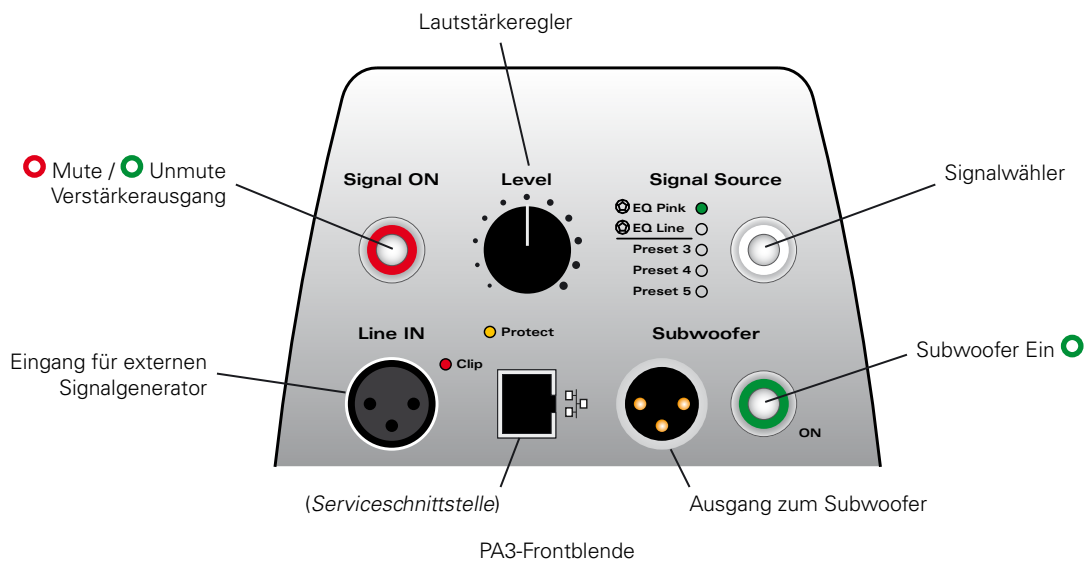 Lautstärkeregler
Mute / Unmute
Verstärkerausgang
Signal ON
Level
Signal Source
Signalwähler
EQ Pink
EQ Line
Preset 3
Preset 4
Preset 5
Line IN
Protect
Subwoofer
Clip
Eingang für externen
Signalgenerator
Subwoofer Ein
ON
(Serviceschnittstelle)
Ausgang zum Subwoofer
PA3-Frontblende